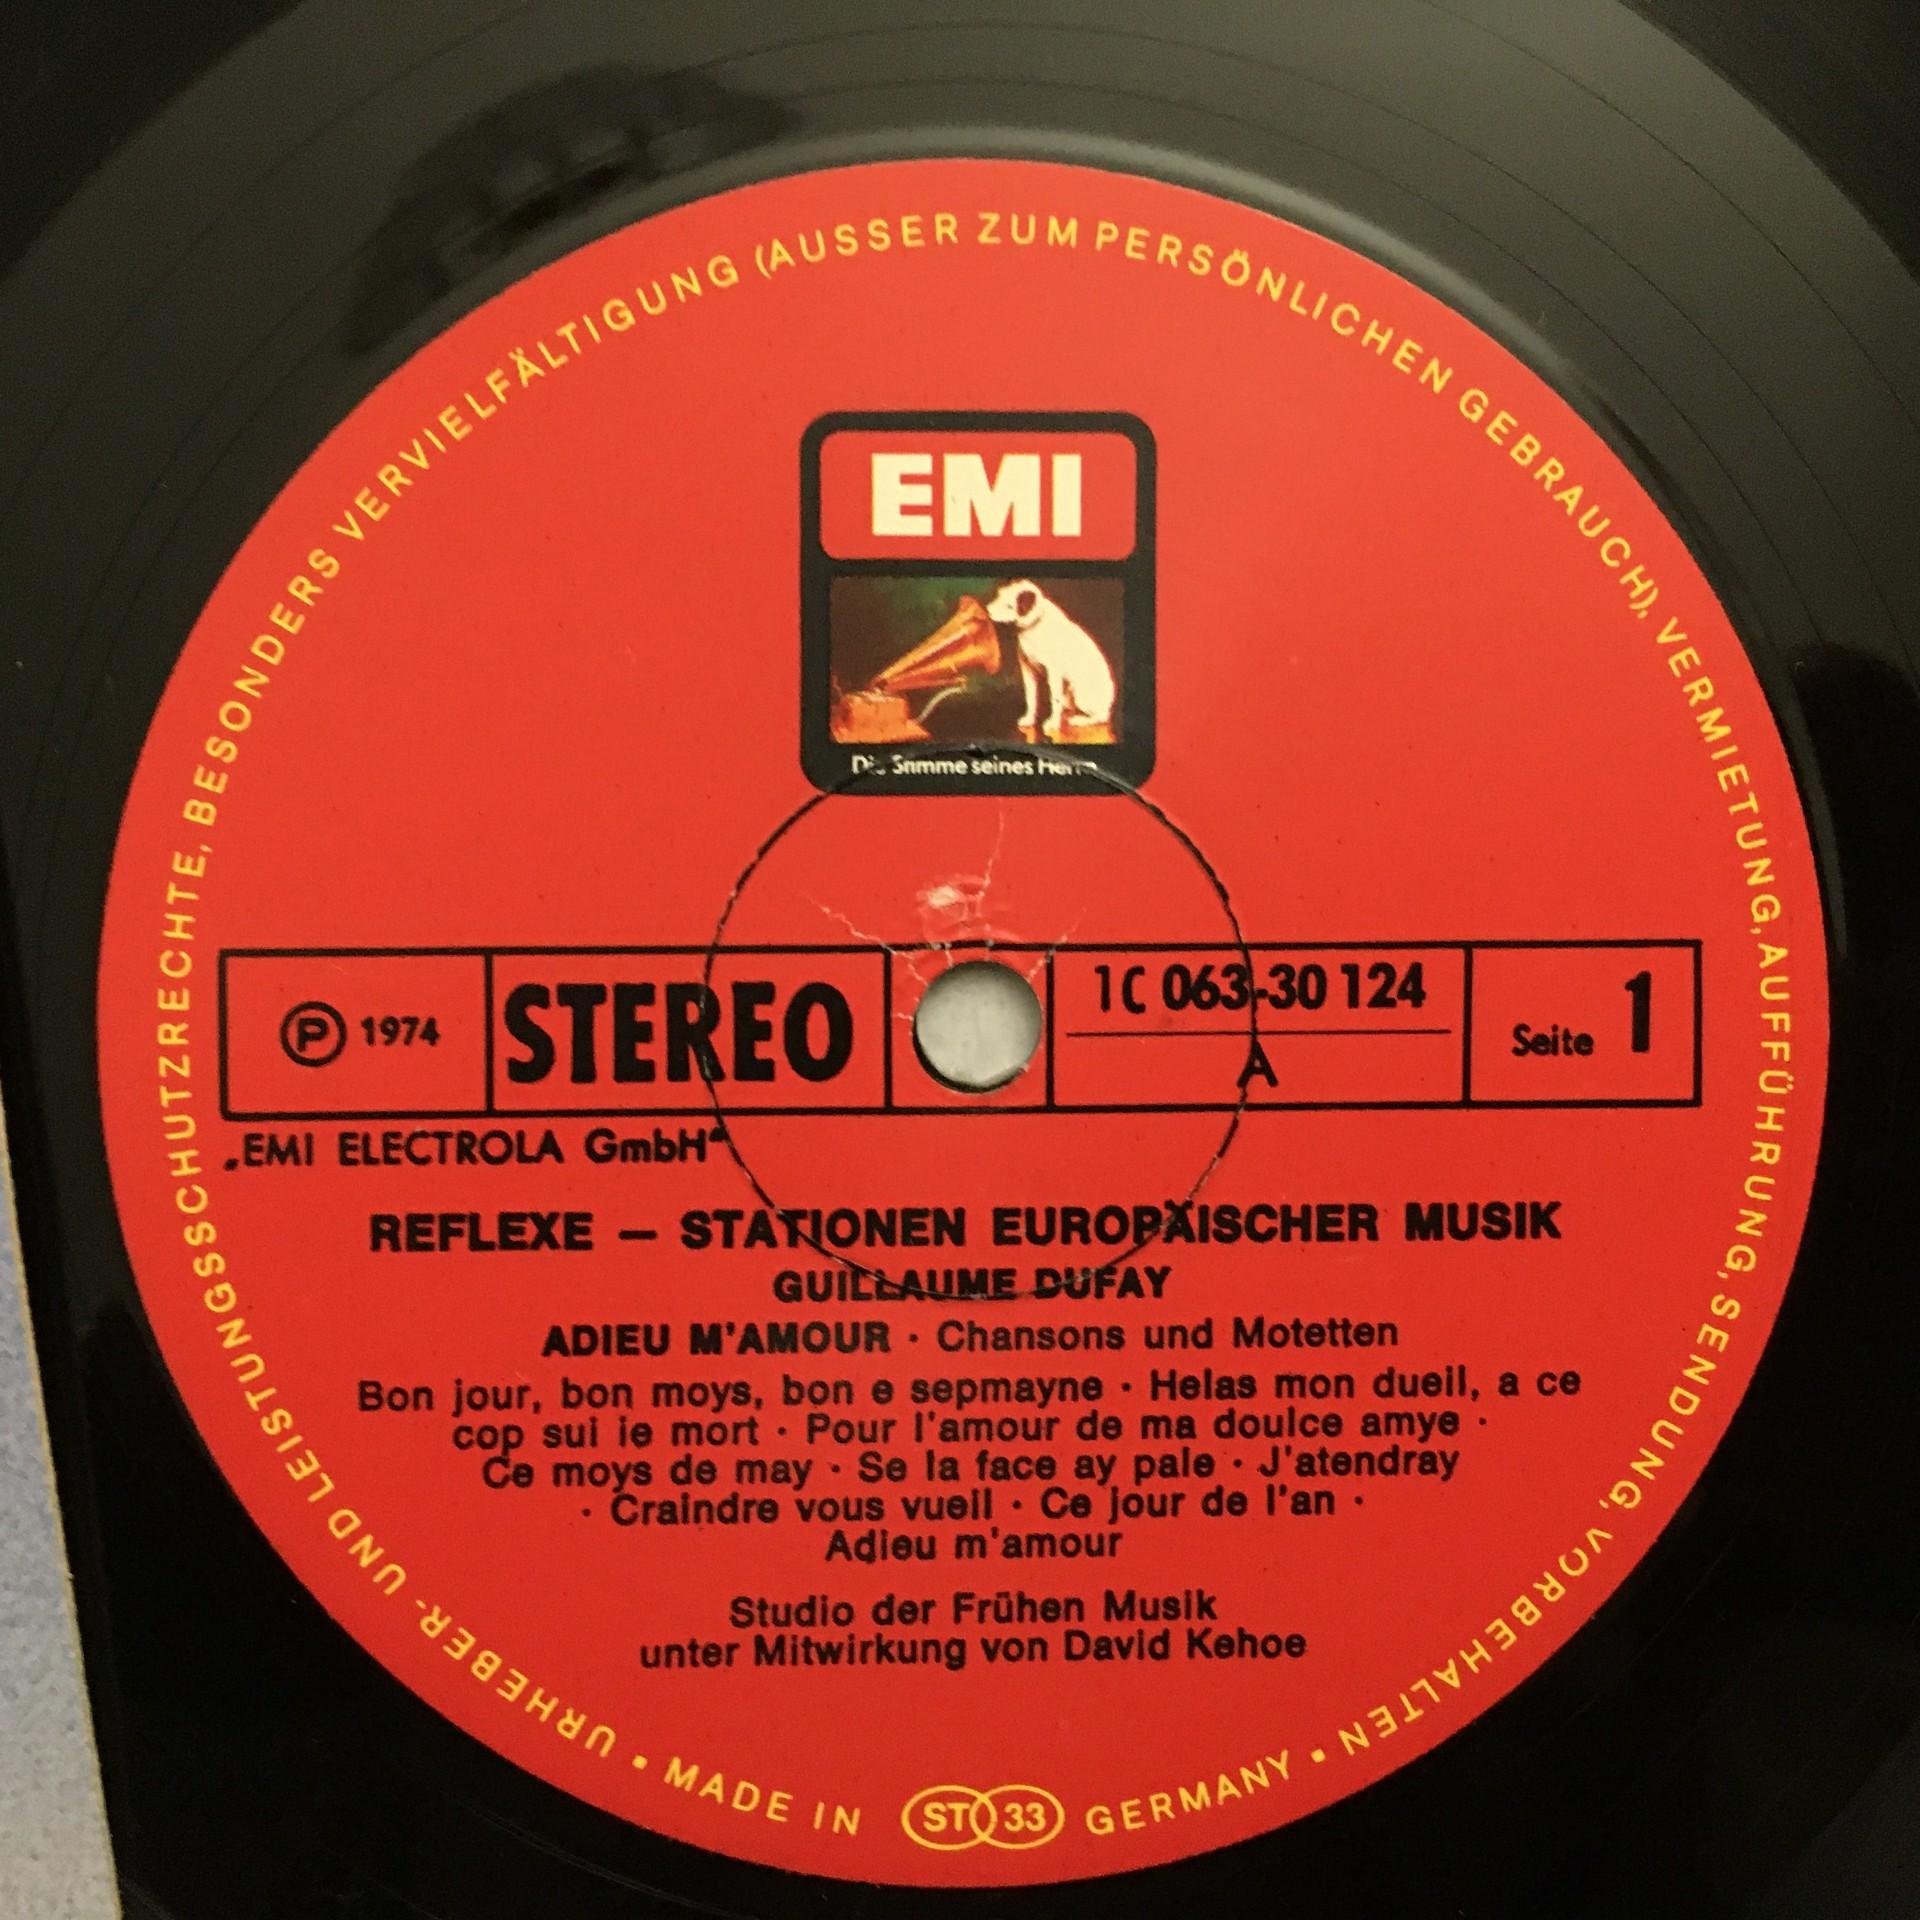 URHEBER- UND LEISTUNGSSCHUTZRECHTE, BESONDERS VERVIELFÄLTIGUNG (AUSSER ZUM PERSÖNLICHEN GEBRAUCH), VERMIETUNG, AUFFÜHRUNG, SENDUNG, VORBEHALTEN •
EMI
Die Stimme seines Herrn
℗ 1974
STEREO
1C 063-30 124
A
Seite 1
„EMI ELECTROLA GmbH“
REFLEXE — STATIONEN EUROPÄISCHER MUSIK
GUILLAUME DUFAY
ADIEU M'AMOUR · Chansons und Motetten
Bon jour, bon moys, bon e sepmayne · Helas mon dueil, a ce
cop sui ie mort · Pour l'amour de ma doulce amye ·
Ce moys de may · Se la face ay pale · J'atendray
· Craindre vous vueil · Ce jour de l'an ·
Adieu m'amour
Studio der Frühen Musik
unter Mitwirkung von David Kehoe
• MADE IN ST 33 GERMANY